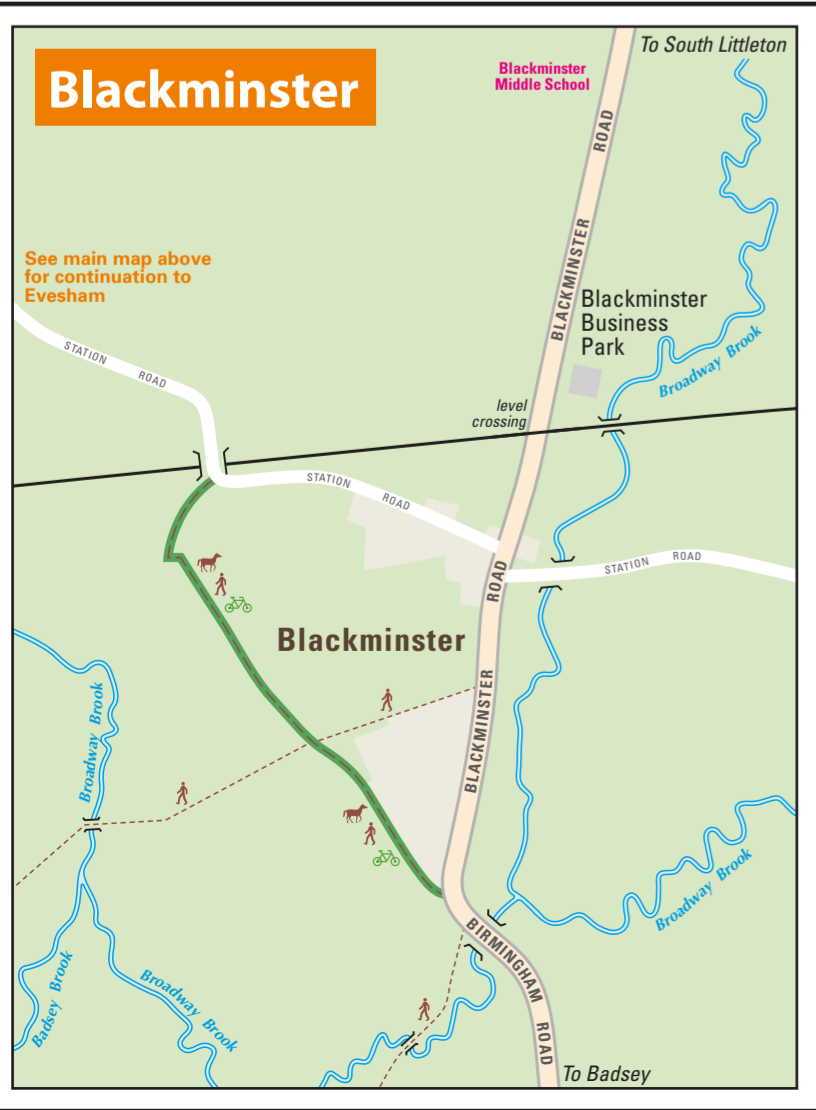 To South Littleton
Blackminster
Blackminster
Middle School
ROAD
See main map above
for continuation to
Evesham
BLACKMINSTER
Blackminster
Business
Park
Broadway Brook
STATION
ROAD
level
crossing
STATION
ROAD
STATION
ROAD
ROAD
Blackminster
BLACKMINSTER
Broadway Brook
Broadway Brook
BIRMINGHAM
ROAD
Badsey Brook
Broadway Brook
To Badsey